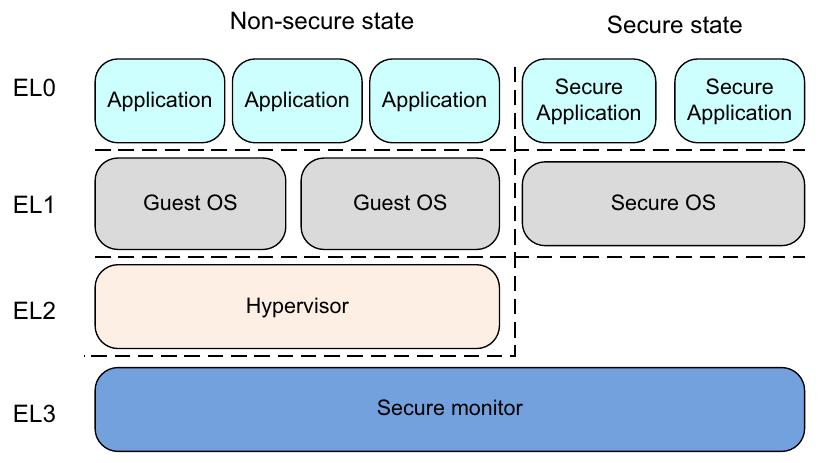 Non-secure state
Secure state
EL0
Application
Application
Application
Secure
Application
Secure
Application
EL1
Guest OS
Guest OS
Secure OS
EL2
Hypervisor
EL3
Secure monitor